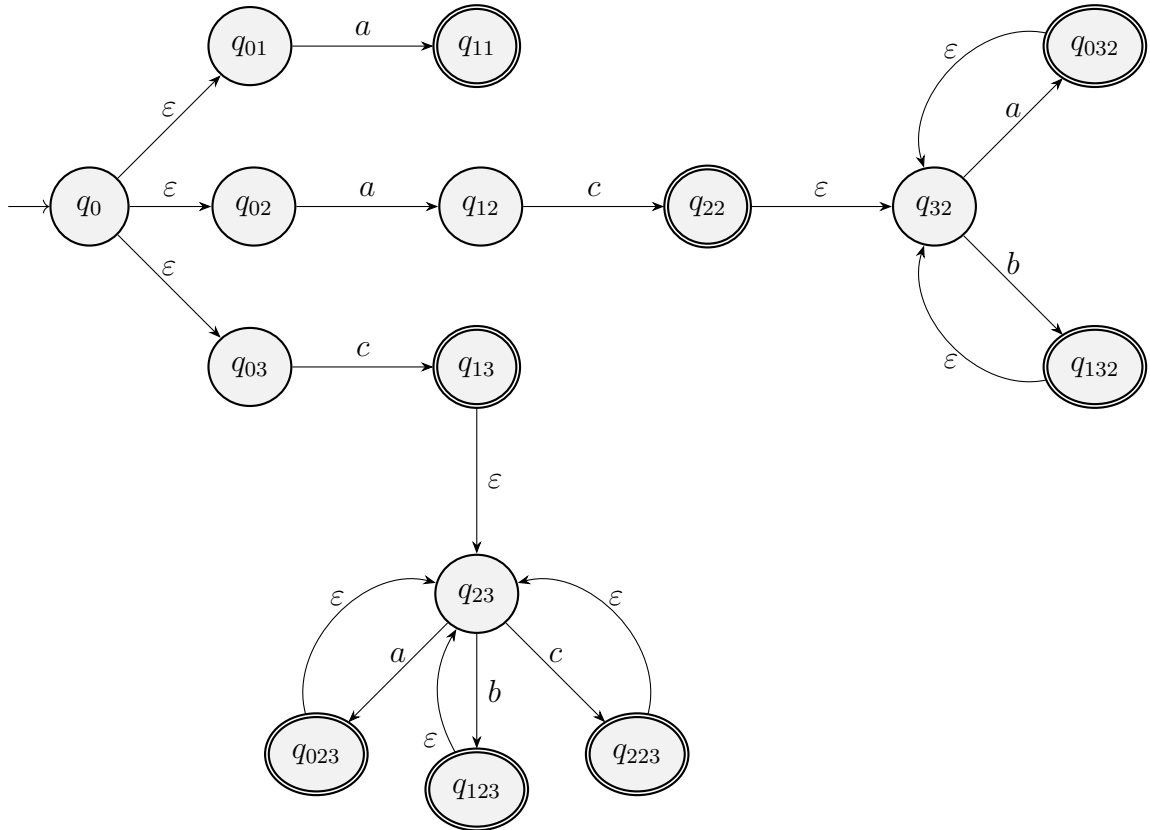 q01 a q11 ε q032
ε a
q0 ε q02 a q12 c q22 ε q32
ε b
q03 c q13 ε q132
ε
q23
ε a ε b c ε
q023 q123 q223